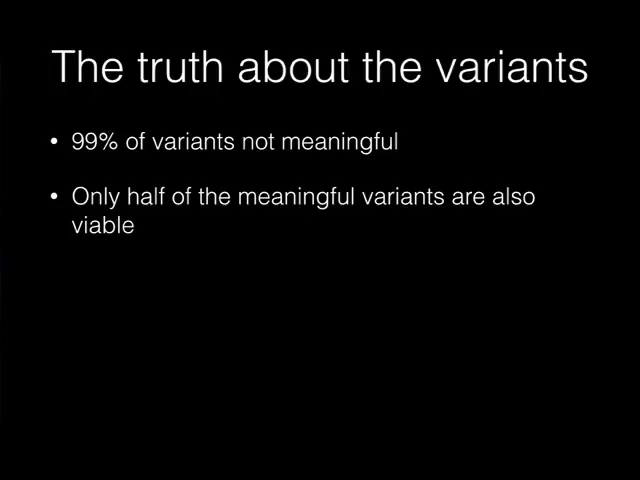 The truth about the variants
• 99% of variants not meaningful
• Only half of the meaningful variants are also
viable